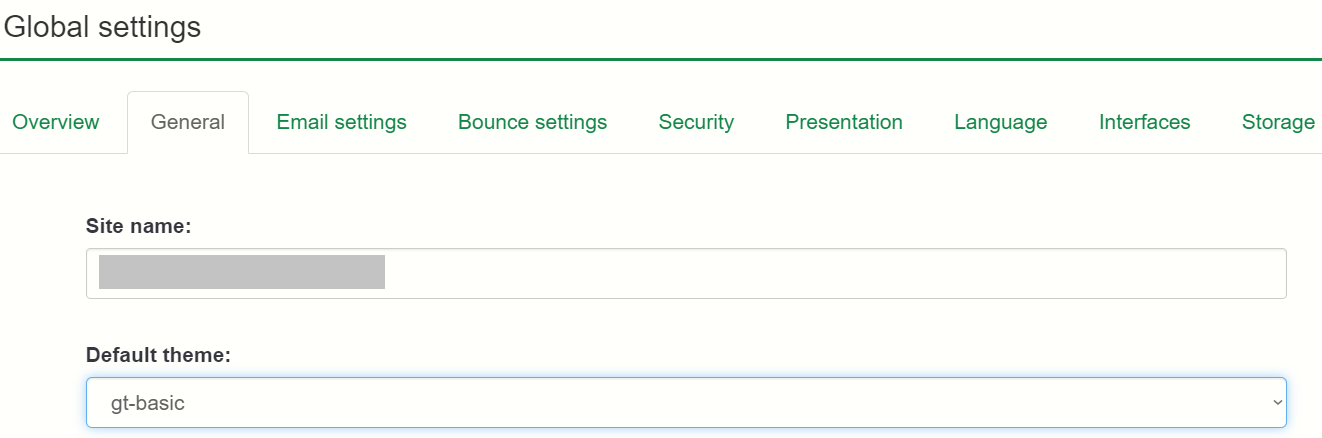 Global settings
Overview General Email settings Bounce settings Security Presentation Language Interfaces Storage
Site name:
Default theme:
gt-basic